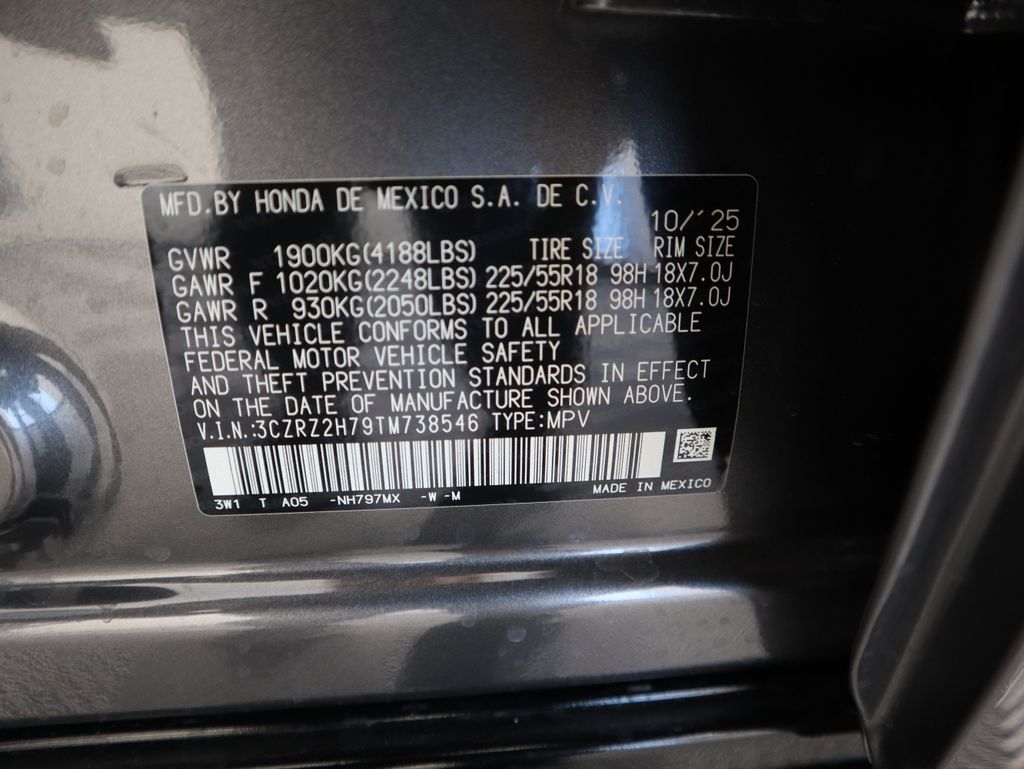 MFD.BY HONDA DE MEXICO S.A. DE C.V.
10/'25
GVWR 1900KG(4188LBS) TIRE SIZE RIM SIZE
GAWR F 1020KG(2248LBS) 225/55R18 98H 18X7.0J
GAWR R 930KG(2050LBS) 225/55R18 98H 18X7.0J
THIS VEHICLE CONFORMS TO ALL APPLICABLE
FEDERAL MOTOR VEHICLE SAFETY
AND THEFT PREVENTION STANDARDS IN EFFECT
ON THE DATE OF MANUFACTURE SHOWN ABOVE.
V.I.N.:3CZRZ2H79TM738546 TYPE:MPV
3W1 T A05 -NH797MX -W -M MADE IN MEXICO